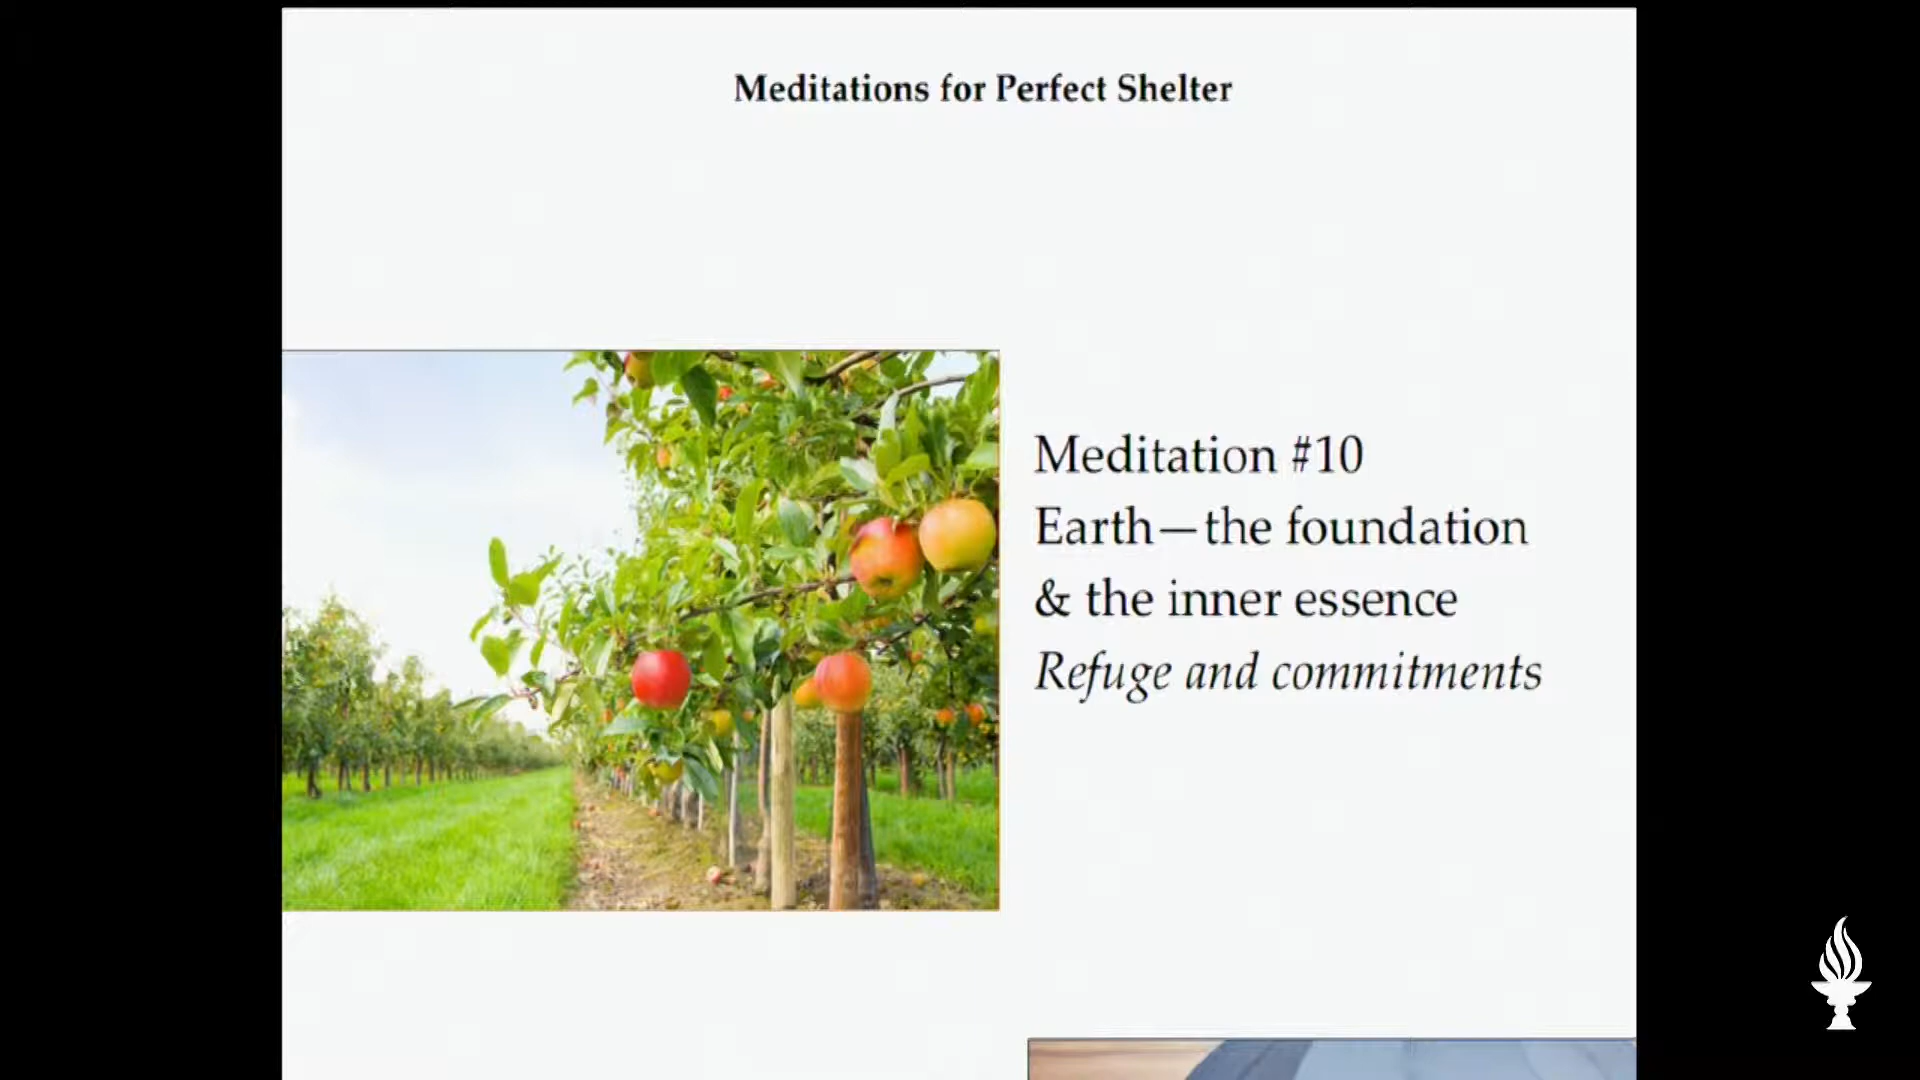 Meditations for Perfect Shelter
Meditation #10
Earth—the foundation
& the inner essence
Refuge and commitments